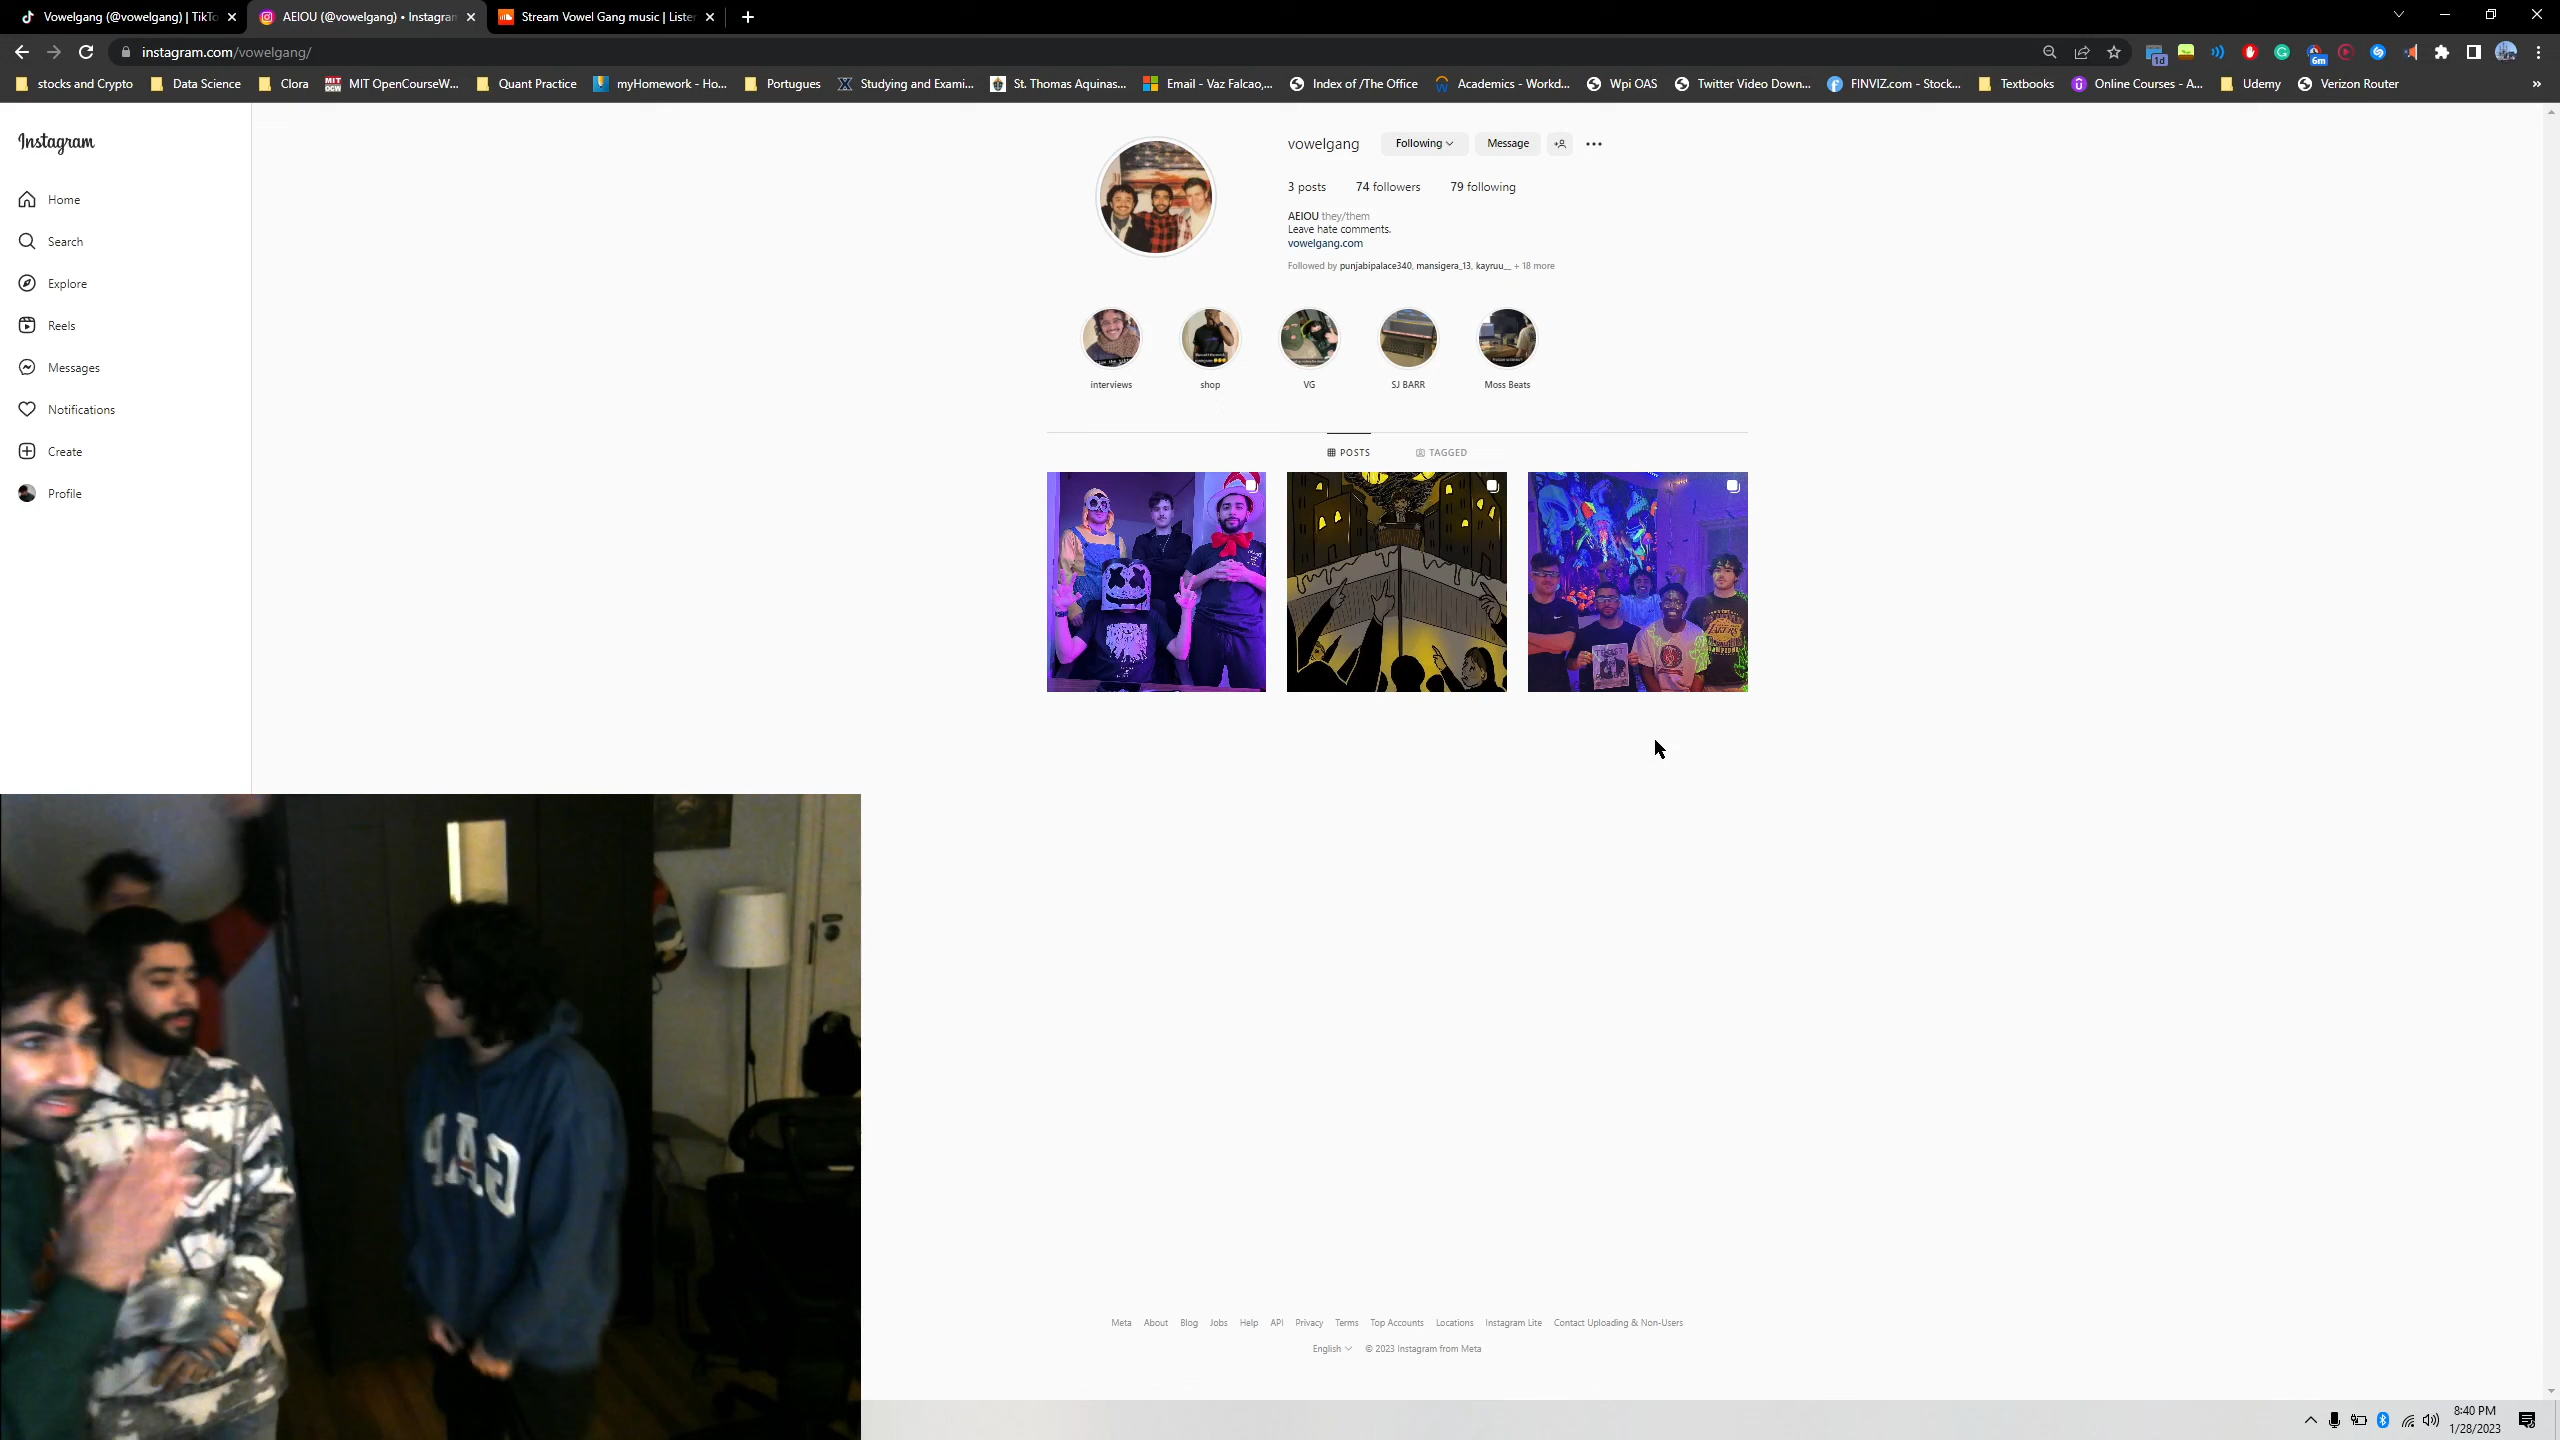 Vowelgang (@vowelgang) | TikTo
AEIOU (@vowelgang) • Instagram
Stream Vowel Gang music | Liste
instagram.com/vowelgang/
1d
6m
stocks and Crypto
Data Science
Clora
MIT OpenCourseW...
Quant Practice
myHomework - Ho...
Portugues
Studying and Exami...
St. Thomas Aquinas...
Email - Vaz Falcao,...
Index of /The Office
Academics - Workd...
Wpi OAS
Twitter Video Down...
FINVIZ.com - Stock...
Textbooks
Online Courses - A...
Udemy
Verizon Router
»
Instagram
Home
Search
Explore
Reels
Messages
Notifications
Create
Profile
vowelgang
Following
Message
3 posts
74 followers
79 following
AEIOU they/them
Leave hate comments.
vowelgang.com
Followed by punjabipalace340, mansigera_13, kayruu__ + 18 more
interviews
shop
VG
SJ BARR
Moss Beats
POSTS
TAGGED
LAKERS
GAP
Meta
About
Blog
Jobs
Help
API
Privacy
Terms
Top Accounts
Locations
Instagram Lite
Contact Uploading & Non-Users
English
© 2023 Instagram from Meta
8:40 PM
1/28/2023